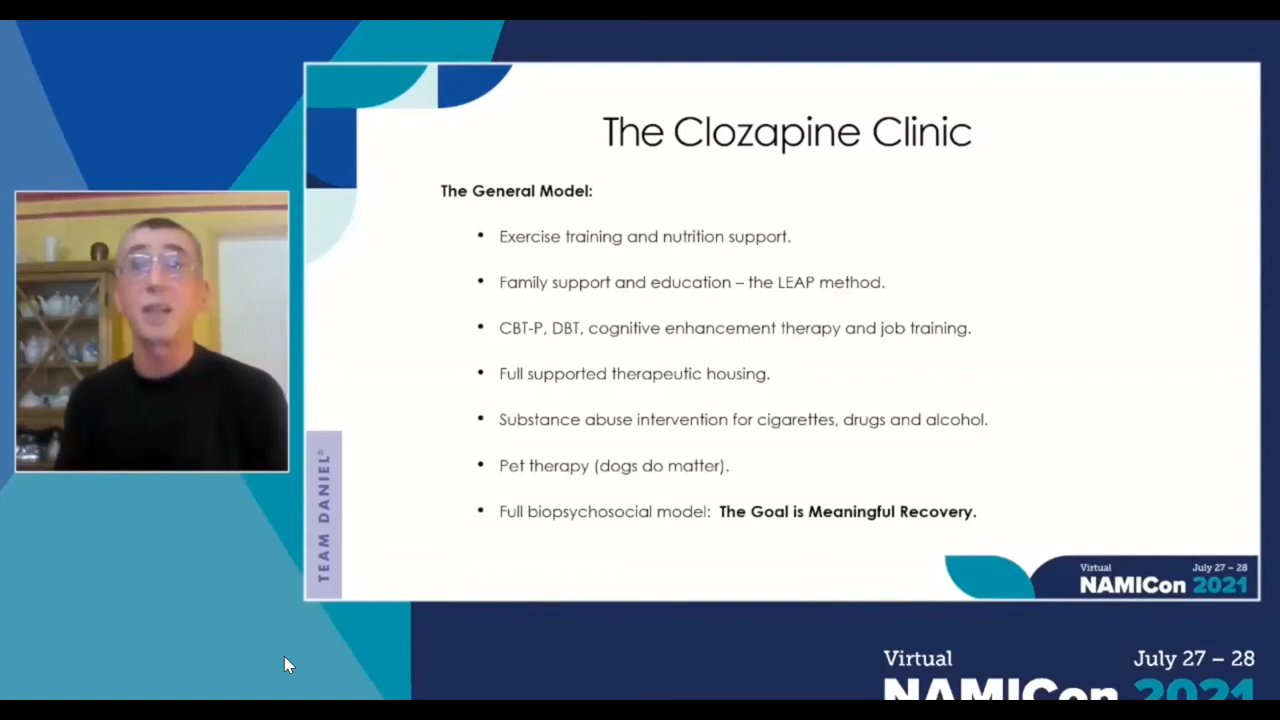 The Clozapine Clinic
The General Model:
• Exercise training and nutrition support.
• Family support and education – the LEAP method.
• CBT-P, DBT, cognitive enhancement therapy and job training.
• Full supported therapeutic housing.
• Substance abuse intervention for cigarettes, drugs and alcohol.
• Pet therapy (dogs do matter).
• Full biopsychosocial model: The Goal is Meaningful Recovery.
TEAM DANIEL®
Virtual July 27 – 28
NAMICon 2021
Virtual July 27 – 28
NAMICon 2021